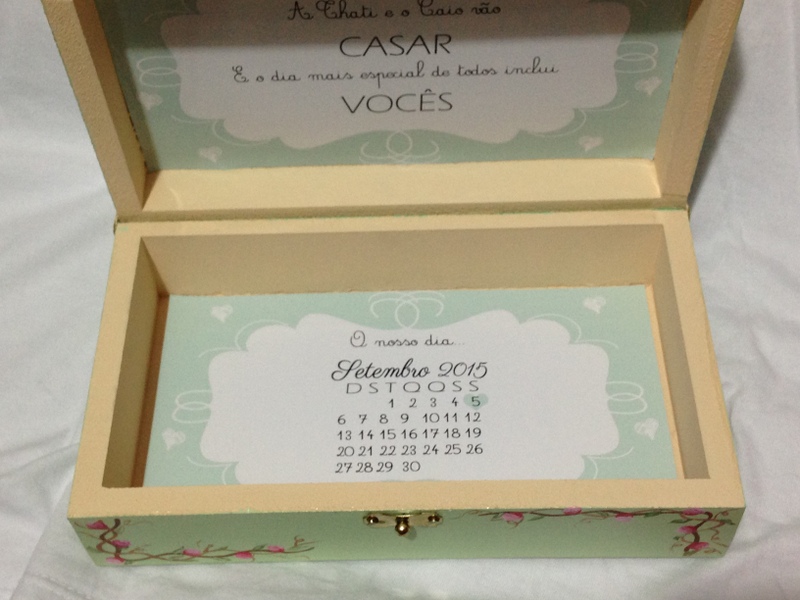 A Thati e o Caio vão
CASAR
E o dia mais especial de todos inclui
VOCÊS
O nosso dia...
Setembro 2015
D S T Q Q S S
1 2 3 4 5
6 7 8 9 10 11 12
13 14 15 16 17 18 19
20 21 22 23 24 25 26
27 28 29 30